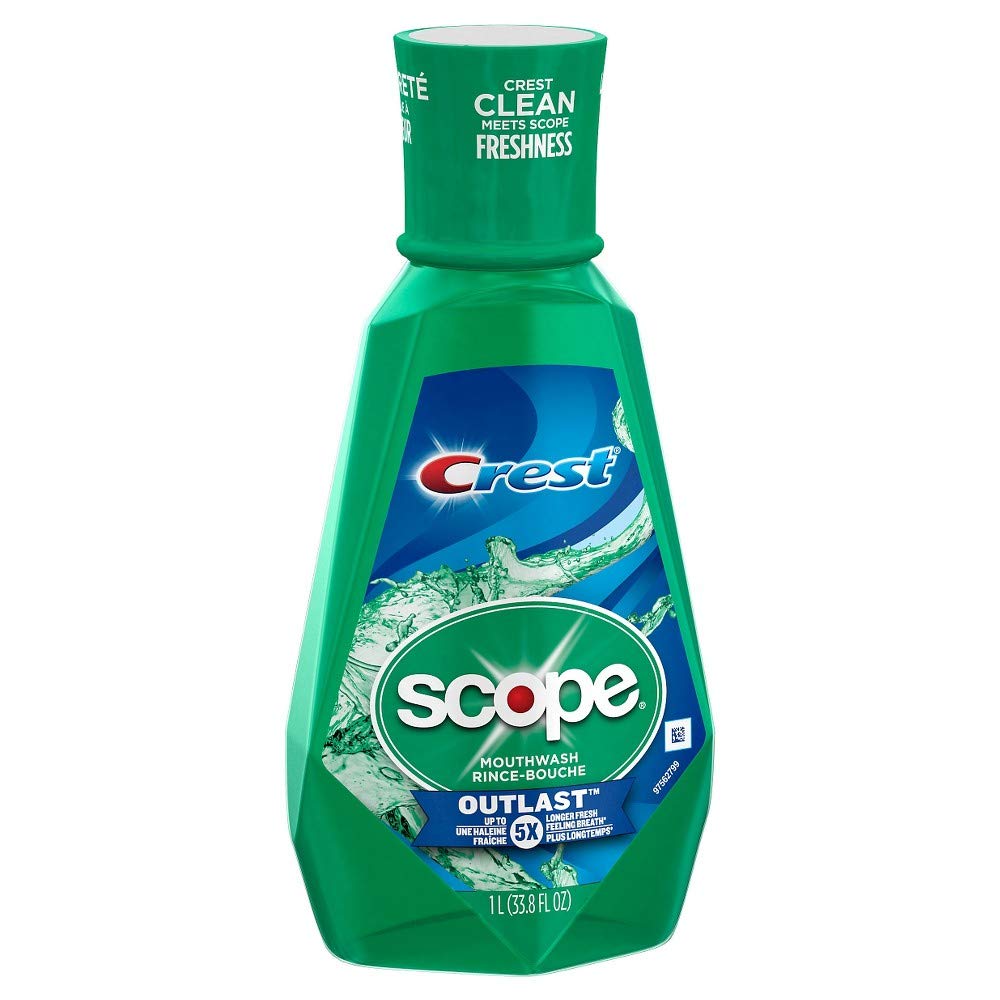 RETÉ
CREST
CLEAN
MEETS SCOPE
FRESHNESS
Crest®
scope®
MOUTHWASH
RINCE-BOUCHE
OUTLAST™
UP TO 5X LONGER FRESH
FEELING BREATH*
UNE HALEINE
FRAÎCHE
PLUS LONGTEMPS*
97562799
1 L (33.8 FL OZ)